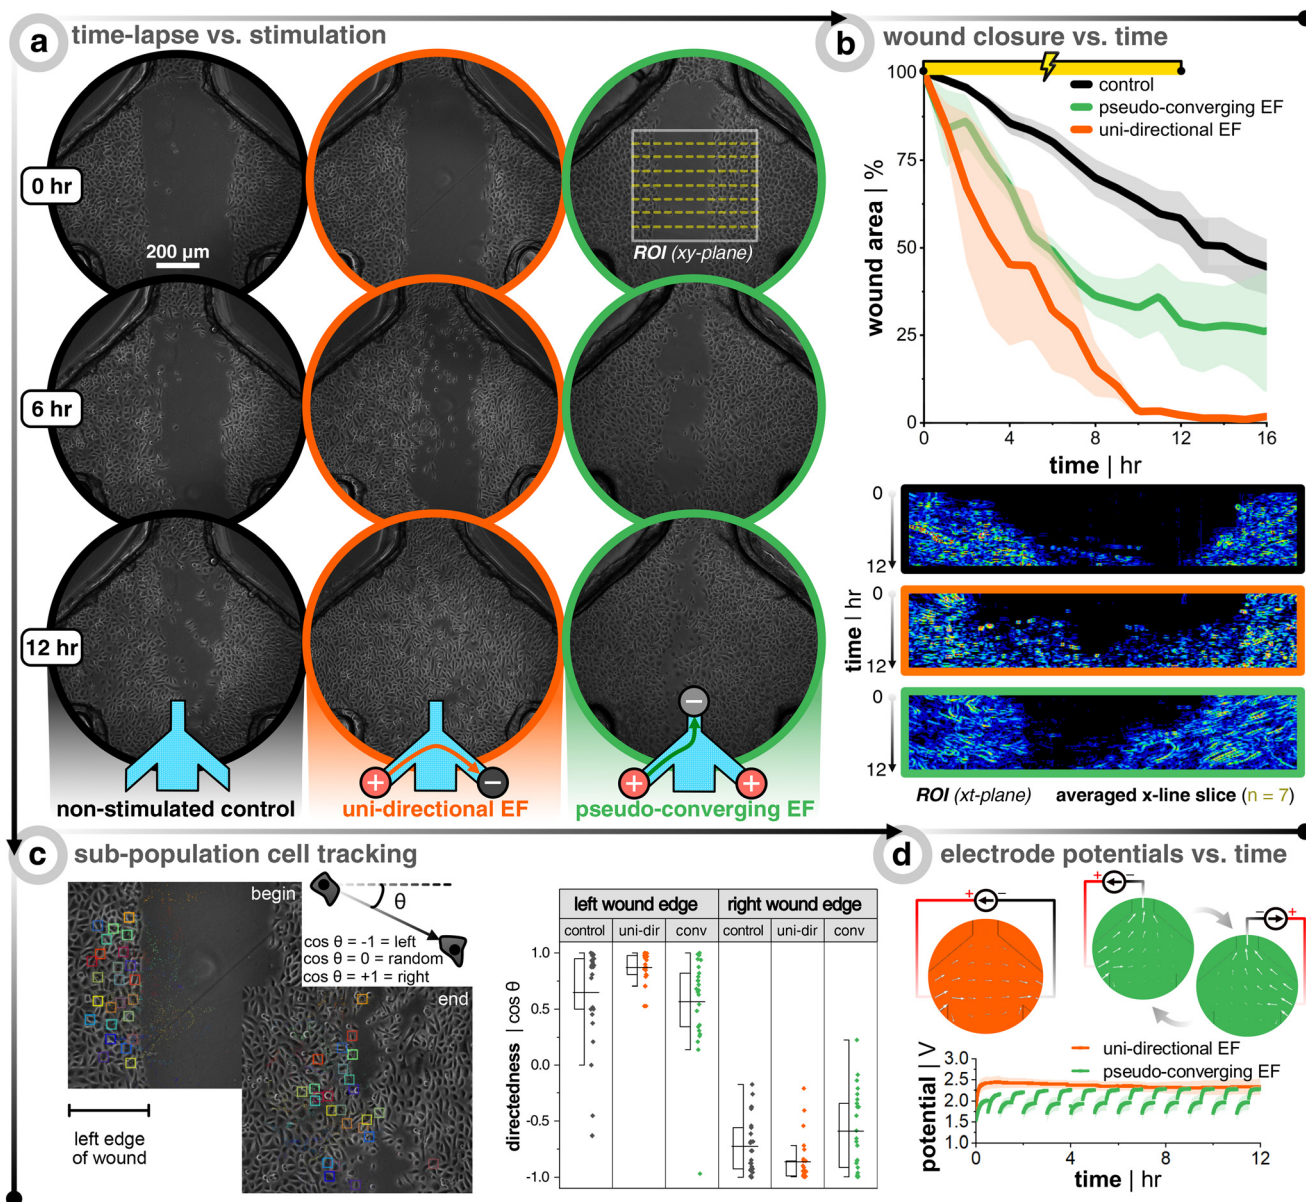 a time-lapse vs. stimulation
0 hr
200 µm
ROI (xy-plane)
6 hr
12 hr
+ − + − +
non-stimulated control
uni-directional EF
pseudo-converging EF
b wound closure vs. time
control
pseudo-converging EF
uni-directional EF
wound area | %
100
75
50
25
0
0 4 8 12 16
time | hr
time | hr
0
12
0
12
0
12
ROI (xt-plane) averaged x-line slice (n = 7)
c sub-population cell tracking
begin
θ
cos θ = -1 = left
cos θ = 0 = random
cos θ = +1 = right
end
left edge
of wound
left wound edge right wound edge
control uni-dir conv control uni-dir conv
directedness | cos θ
1.0
0.5
0.0
-0.5
-1.0
d electrode potentials vs. time
+ −
+ −
− +
uni-directional EF
pseudo-converging EF
potential | V
3.0
2.5
2.0
1.5
1.0
0 4 8 12
time | hr